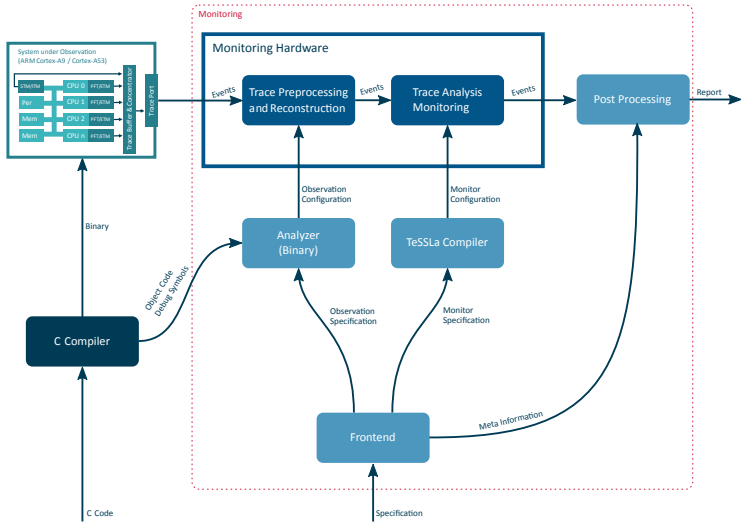 Monitoring
System under Observation
(ARM Cortex-A9 / Cortex-A53)
STM/ITM
CPU 0
PFT/ETM
Per
CPU 1
PFT/ETM
Mem
CPU 2
PFT/ETM
Mem
CPU n
PFT/ETM
Trace Buffer & Concentrator
Trace Port
Monitoring Hardware
Events
Trace Preprocessing
and Reconstruction
Events
Trace Analysis
Monitoring
Events
Post Processing
Report
Observation
Configuration
Monitor
Configuration
Binary
Analyzer
(Binary)
TeSSLa Compiler
Object Code
Debug Symbols
Observation
Specification
Monitor
Specification
C Compiler
Frontend
Meta Information
C Code
Specification